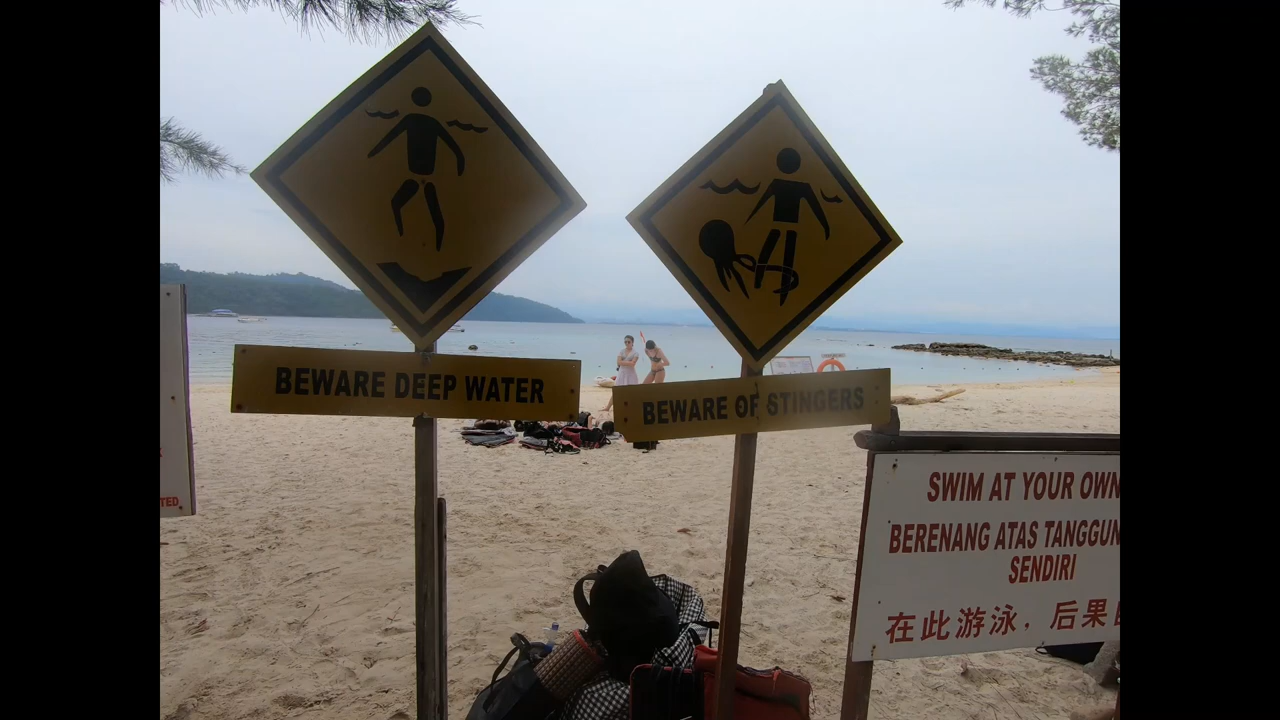 BEWARE DEEP WATER
BEWARE OF STINGERS
TED
SWIM AT YOUR OWN
BERENANG ATAS TANGGUN
SENDIRI
在此游泳，后果